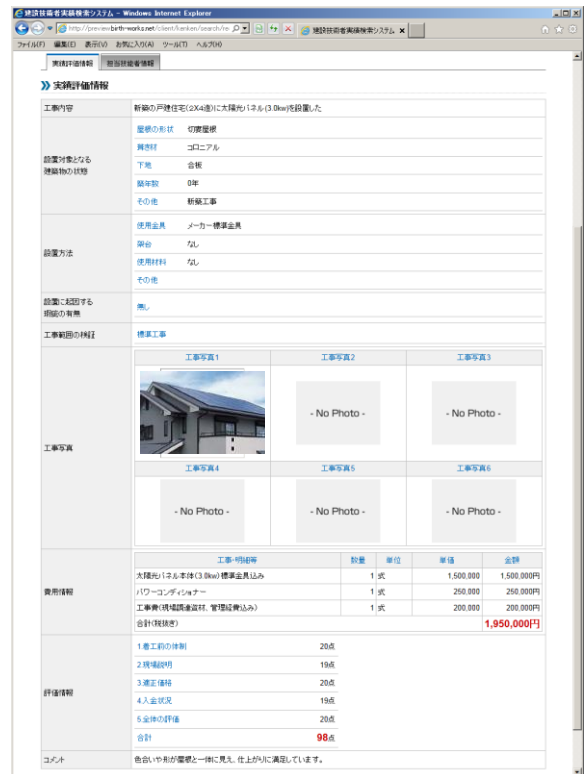 建設技術者実績検索システム - Windows Internet Explorer
http://preview.birth-works.net/client/kenken/search/re
建設技術者実績検索システム
ファイル(F) 編集(E) 表示(V) お気に入り(A) ツール(T) ヘルプ(H)
実績評価情報 担当技能者情報
実績評価情報
工事内容 新築の戸建住宅(2X4造)に太陽光パネル(3.0kw)を設置した
設置対象となる
建築物の状態
屋根の形状 切妻屋根
葺き材 コロニアル
下地 合板
築年数 0年
その他 新築工事
設置方法
使用金具 メーカー標準金具
架台 なし
使用材料 なし
その他
設置に起因する
瑕疵の有無
無し
工事範囲の検証 標準工事
工事写真
工事写真1 工事写真2 工事写真3
- No Photo - - No Photo -
工事写真4 工事写真5 工事写真6
- No Photo - - No Photo - - No Photo -
費用情報
工事・明細等 数量 単位 単価 金額
太陽光パネル本体(3.0kw)標準金具込み 1 式 1,500,000 1,500,000円
パワーコンディショナー 1 式 250,000 250,000円
工事費(現場調達資材、管理経費込み) 1 式 200,000 200,000円
合計(税抜き) 1,950,000円
評価情報
1.着工前の体制 20点
2.現場説明 19点
3.適正価格 20点
4.入金状況 19点
5.全体の評価 20点
合計 98点
コメント 色合いや形が屋根と一体に見え、仕上がりに満足しています。